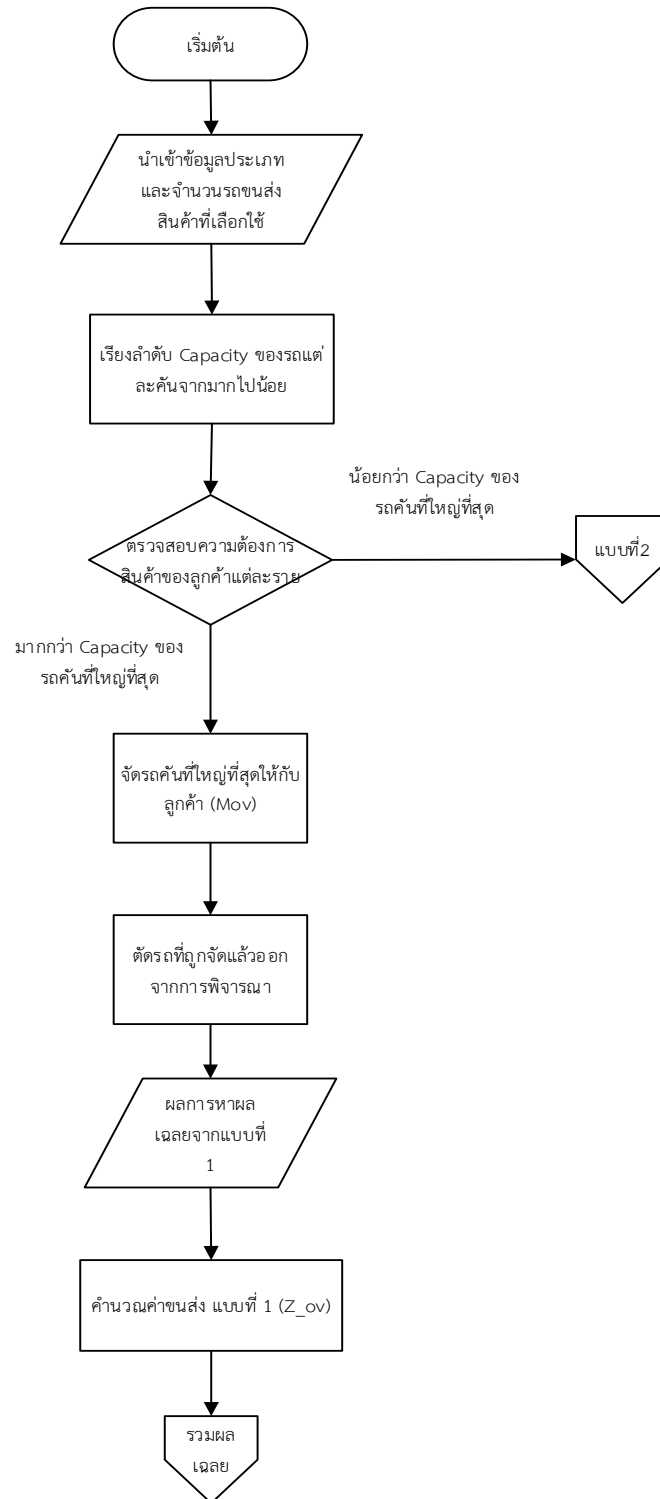 เริ่มต้น
นำเข้าข้อมูลประเภท
และจำนวนรถขนส่ง
สินค้าที่เลือกใช้
เรียงลำดับ Capacity ของรถแต่
ละคันจากมากไปน้อย
น้อยกว่า Capacity ของ
รถคันที่ใหญ่ที่สุด
ตรวจสอบความต้องการ
สินค้าของลูกค้าแต่ละราย
แบบที่2
มากกว่า Capacity ของ
รถคันที่ใหญ่ที่สุด
จัดรถคันที่ใหญ่ที่สุดให้กับ
ลูกค้า (Mov)
ตัดรถที่ถูกจัดแล้วออก
จากการพิจารณา
ผลการหาผล
เฉลยจากแบบที่
1
คำนวณค่าขนส่ง แบบที่ 1 (Z_ov)
รวมผล
เฉลย